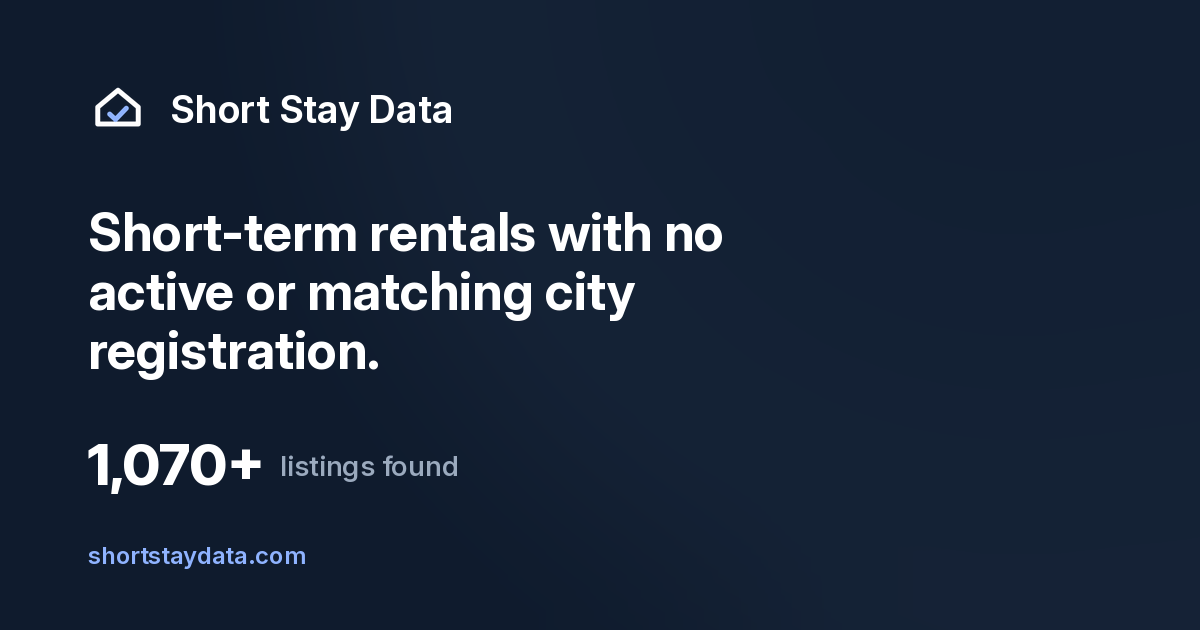 Short Stay Data
Short-term rentals with no
active or matching city
registration.
1,070+ listings found
shortstaydata.com